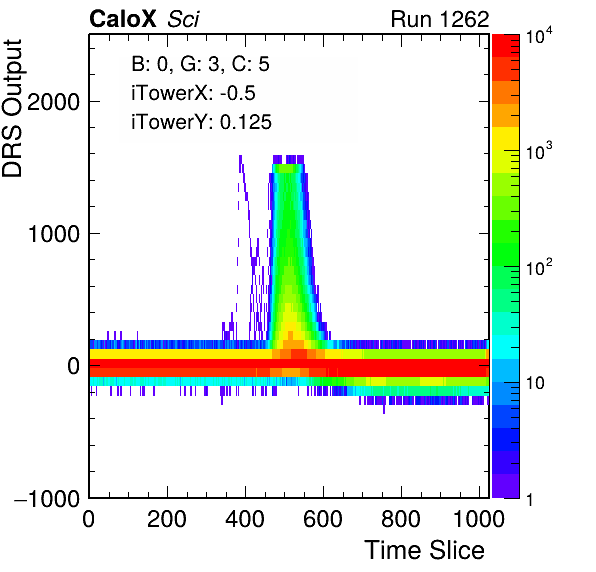 CaloX Sci Run 1262
B: 0, G: 3, C: 5
iTowerX: -0.5
iTowerY: 0.125
DRS Output
2000
1000
0
−1000
0 200 400 600 800 1000
Time Slice
10^4
10^3
10^2
10
1